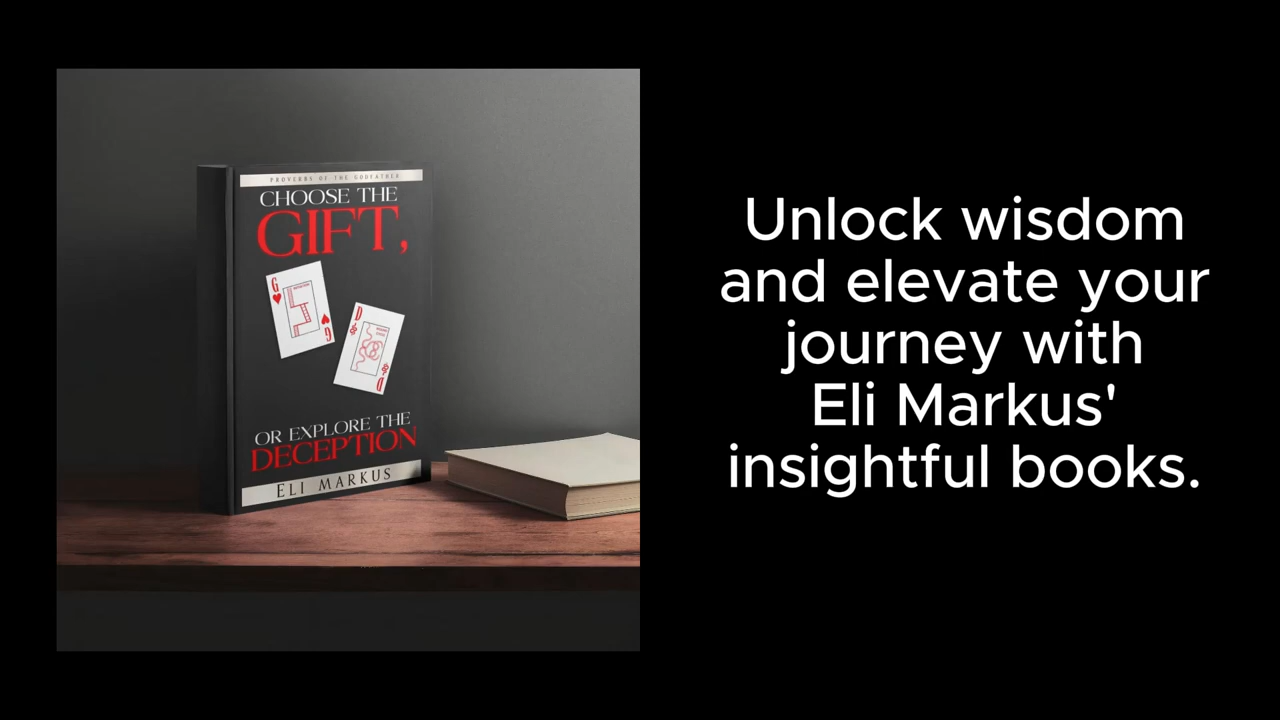 PROVERBS OF THE GODFATHER
CHOOSE THE
GIFT,
G
G
D
D
OR EXPLORE THE
DECEPTION
ELI MARKUS
Unlock wisdom
and elevate your
journey with
Eli Markus'
insightful books.